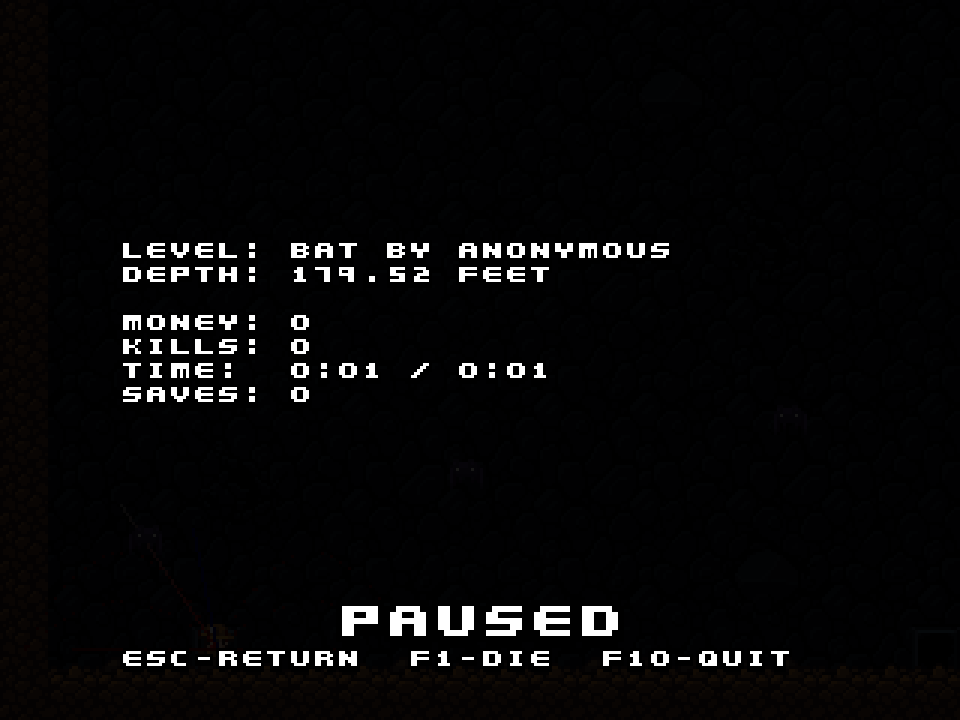 LEVEL: BAT BY ANONYMOUS
DEPTH: 179.52 FEET
MONEY: 0
KILLS: 0
TIME: 0:01 / 0:01
SAVES: 0
PAUSED
ESC-RETURN F1-DIE F10-QUIT